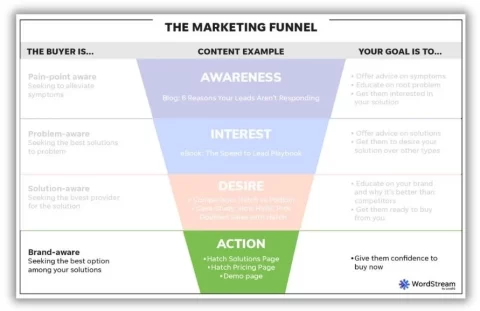 THE MARKETING FUNNEL
THE BUYER IS...
CONTENT EXAMPLE
YOUR GOAL IS TO...
Pain-point aware
Seeking to alleviate
symptoms
AWARENESS
Blog: 8 Reasons Your Leads Aren't Responding
• Offer advice on symptoms
• Educate on root problem
• Get them interested in
your solution
Problem-aware
Seeking the best solutions
to problem
INTEREST
eBook: The Speed to Lead Playbook
• Offer advice on solutions
• Get them to desire your
solution over other types
Solution-aware
Seeking the best provider
for the solution
DESIRE
• Educate on your brand
and why it's better than
competitors
• Get them ready to buy
from you
Brand-aware
Seeking the best option
among your solutions
ACTION
• Hatch Solutions Page
• Hatch Pricing Page
• Demo page
• Give them confidence to
buy now
WordStream